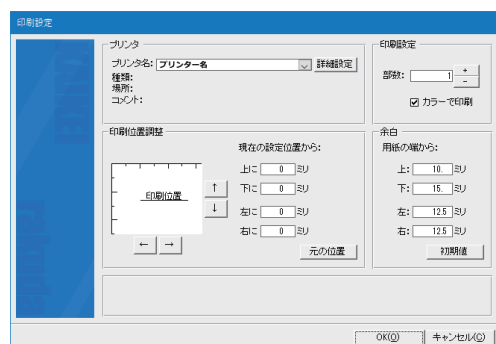 印刷設定
プリンタ
プリンタ名: プリンター名 詳細設定
種類:
場所:
コメント:
印刷設定
部数: 1 + -
カラーで印刷
印刷位置調整
現在の設定位置から:
印刷位置
↑
↓
← →
上に 0 ミリ
下に 0 ミリ
左に 0 ミリ
右に 0 ミリ
元の位置
余白
用紙の端から:
上: 10. ミリ
下: 15. ミリ
左: 12.5 ミリ
右: 12.5 ミリ
初期値
OK(O) キャンセル(C)